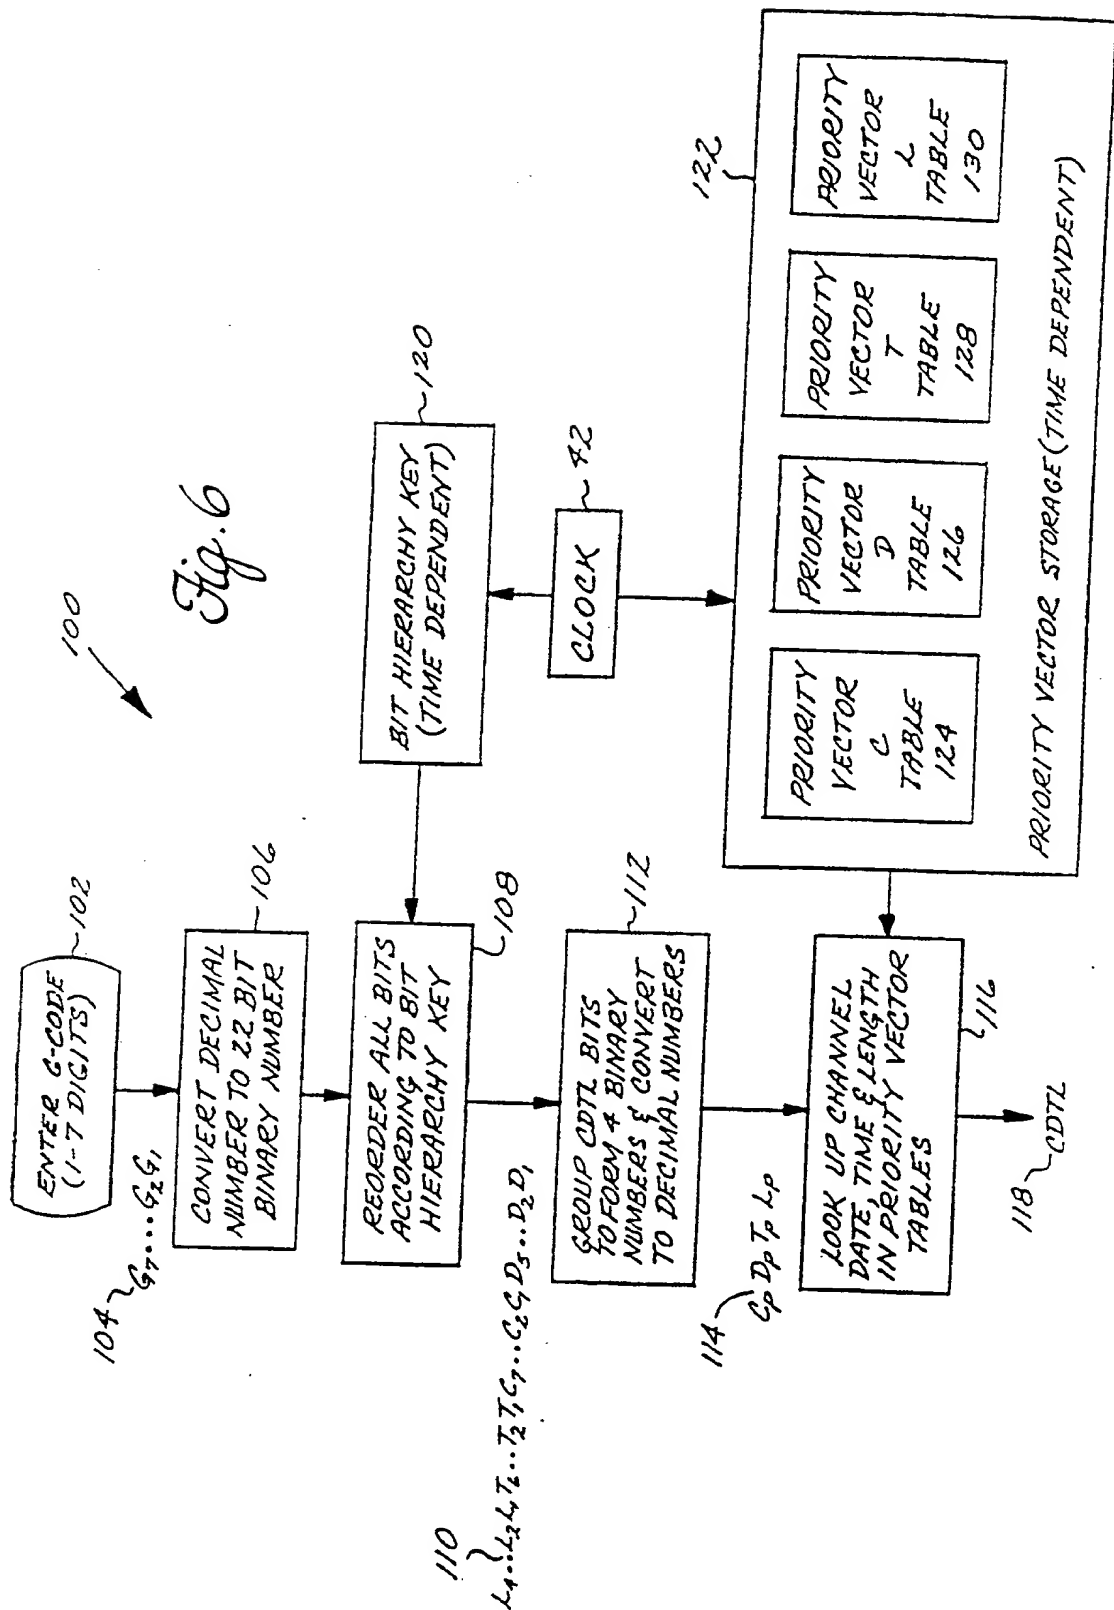 100
Fig. 6
ENTER G-CODE
(1-7 DIGITS)
102
104
G7...G2G1
CONVERT DECIMAL
NUMBER TO 22 BIT
BINARY NUMBER
106
REORDER ALL BITS
ACCORDING TO BIT
HIERARCHY KEY
108
BIT HIERARCHY KEY
(TIME DEPENDENT)
120
CLOCK
42
110
L4...L2L1T6...T2T1C7...C2C1D5...D2D1
GROUP CDTL BITS
TO FORM 4 BINARY
NUMBERS & CONVERT
TO DECIMAL NUMBERS
112
114
CpDpTpLp
LOOK UP CHANNEL
DATE, TIME & LENGTH
IN PRIORITY VECTOR
TABLES
116
118
CDTL
122
PRIORITY
VECTOR
C
TABLE
124
PRIORITY
VECTOR
D
TABLE
126
PRIORITY
VECTOR
T
TABLE
128
PRIORITY
VECTOR
L
TABLE
130
PRIORITY VECTOR STORAGE (TIME DEPENDENT)